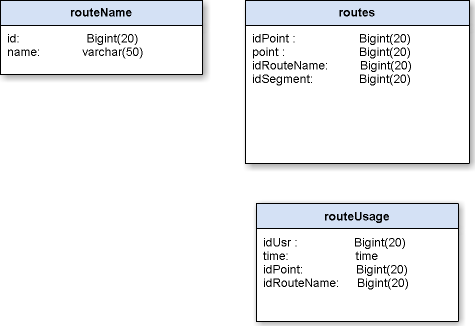 routeName
id: Bigint(20)
name: varchar(50)
routes
idPoint : Bigint(20)
point : Bigint(20)
idRouteName: Bigint(20)
idSegment: Bigint(20)
routeUsage
idUsr : Bigint(20)
time: time
idPoint: Bigint(20)
idRouteName: Bigint(20)